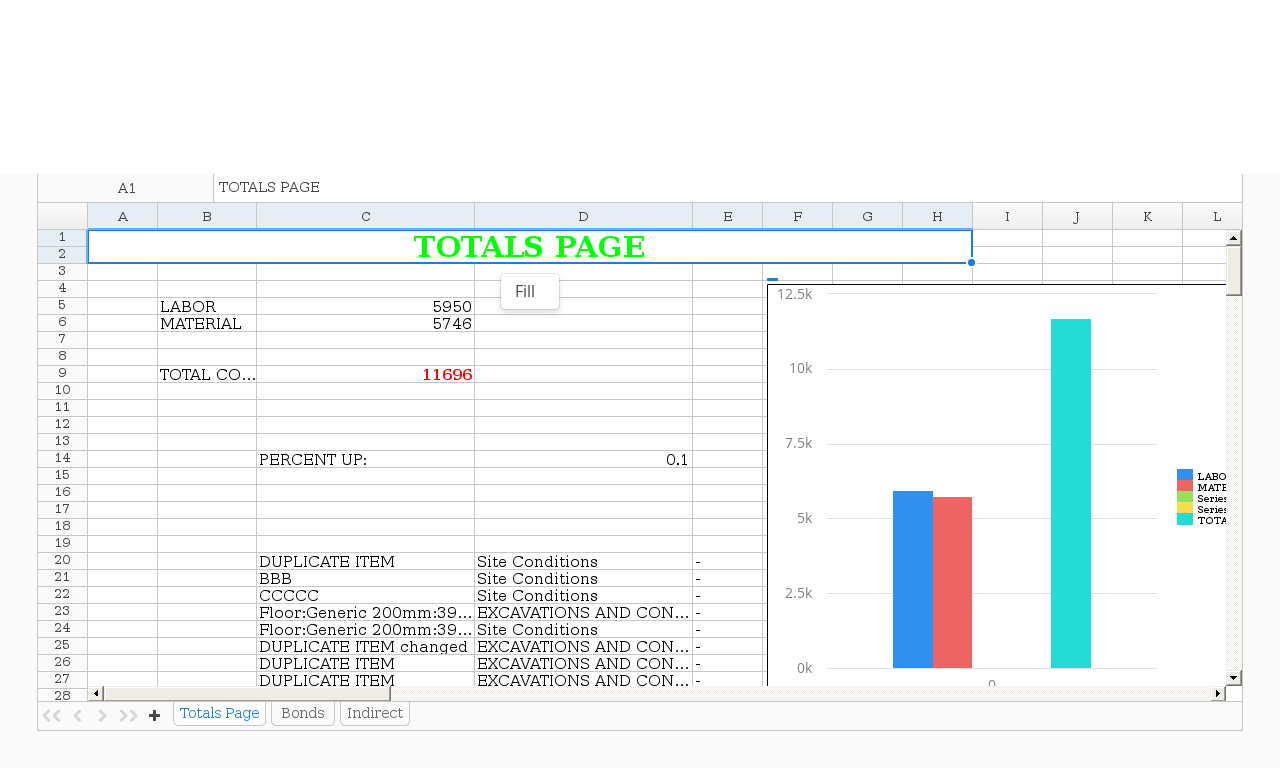 A1 TOTALS PAGE
A B C D E F G H I J K L
1 TOTALS PAGE
2
3
4
5 LABOR 5950
6 MATERIAL 5746
7
8
9 TOTAL CO... 11696
10
11
12
13
14 PERCENT UP: 0.1
15
16
17
18
19
20 DUPLICATE ITEM Site Conditions -
21 BBB Site Conditions -
22 CCCCC Site Conditions -
23 Floor:Generic 200mm:39... EXCAVATIONS AND CON... -
24 Floor:Generic 200mm:39... Site Conditions -
25 DUPLICATE ITEM changed EXCAVATIONS AND CON... -
26 DUPLICATE ITEM EXCAVATIONS AND CON... -
27 DUPLICATE ITEM EXCAVATIONS AND CON... -
28
Fill
12.5k
10k
7.5k
5k
2.5k
0k
0
LABO
MATE
Series
Series
TOTA
Totals Page Bonds Indirect